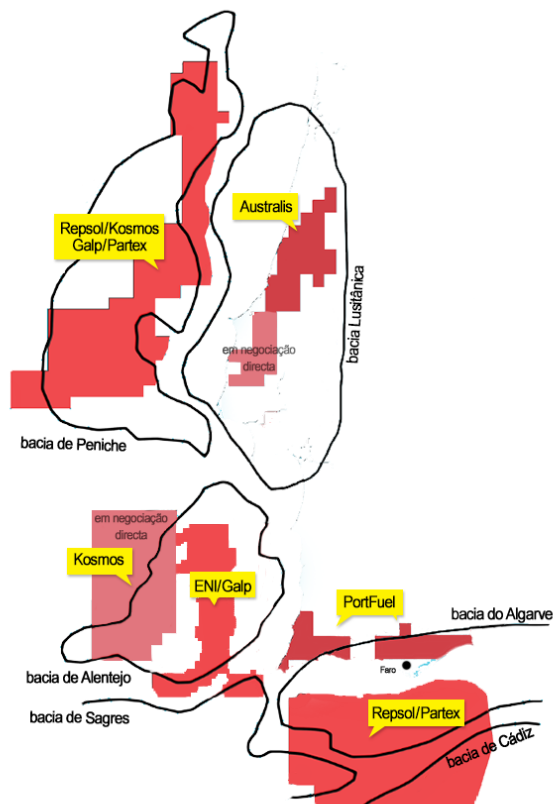 Australis
Repsol/Kosmos
Galp/Partex
bacia Lusitânica
em negociação
directa
bacia de Peniche
em negociação
directa
Kosmos
ENI/Galp
PortFuel
bacia do Algarve
Faro
bacia de Alentejo
bacia de Sagres
Repsol/Partex
bacia de Cádiz